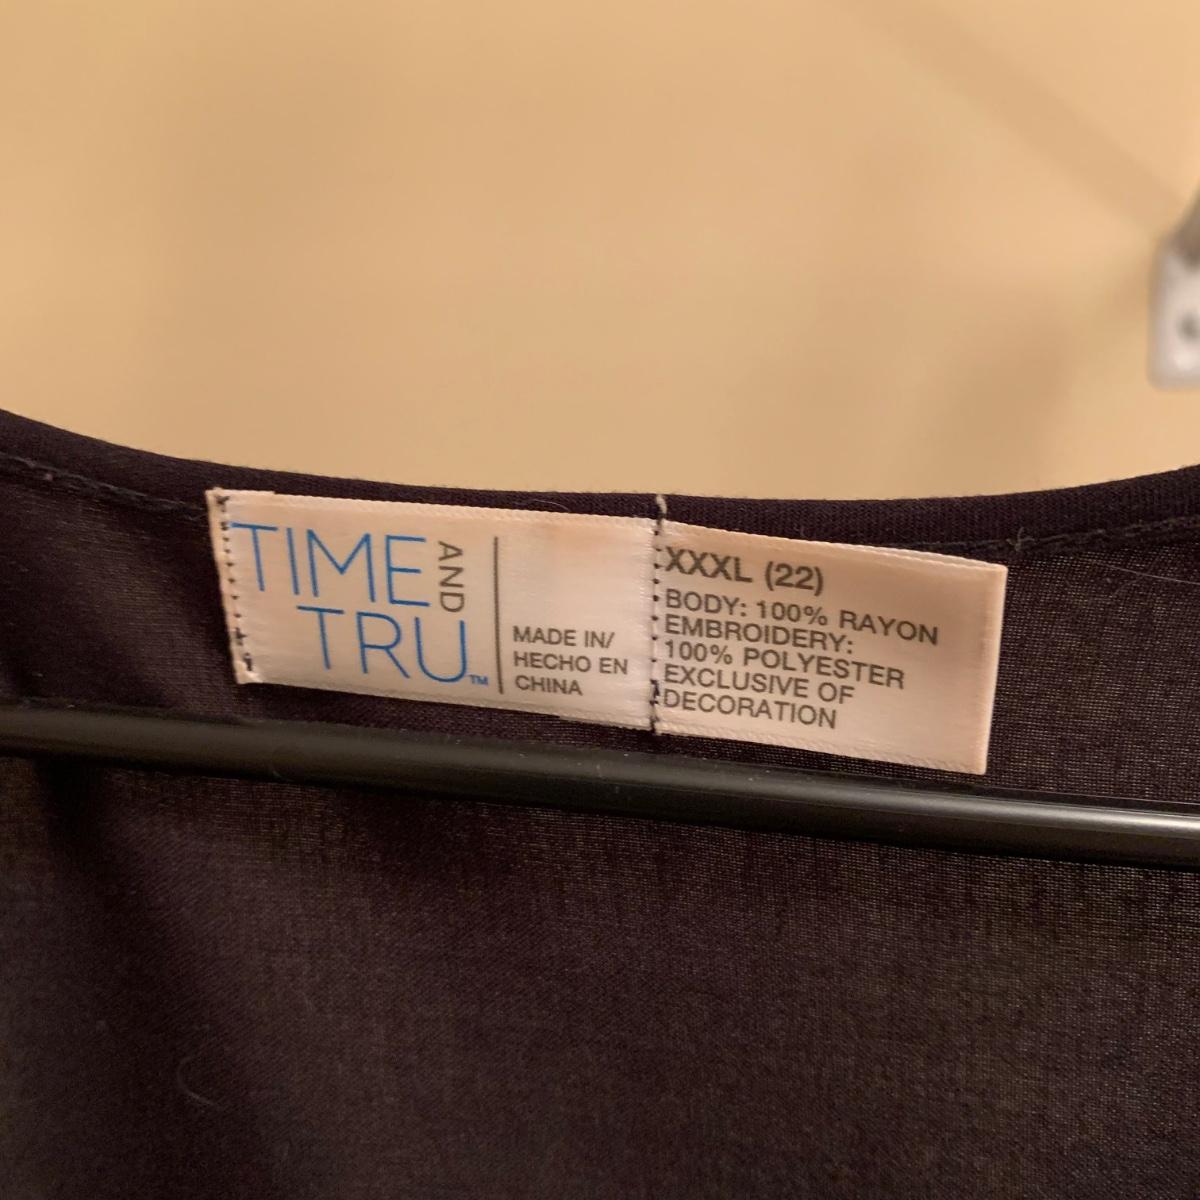 TIME AND
TRU™
MADE IN/
HECHO EN
CHINA
XXXL (22)
BODY: 100% RAYON
EMBROIDERY:
100% POLYESTER
EXCLUSIVE OF
DECORATION